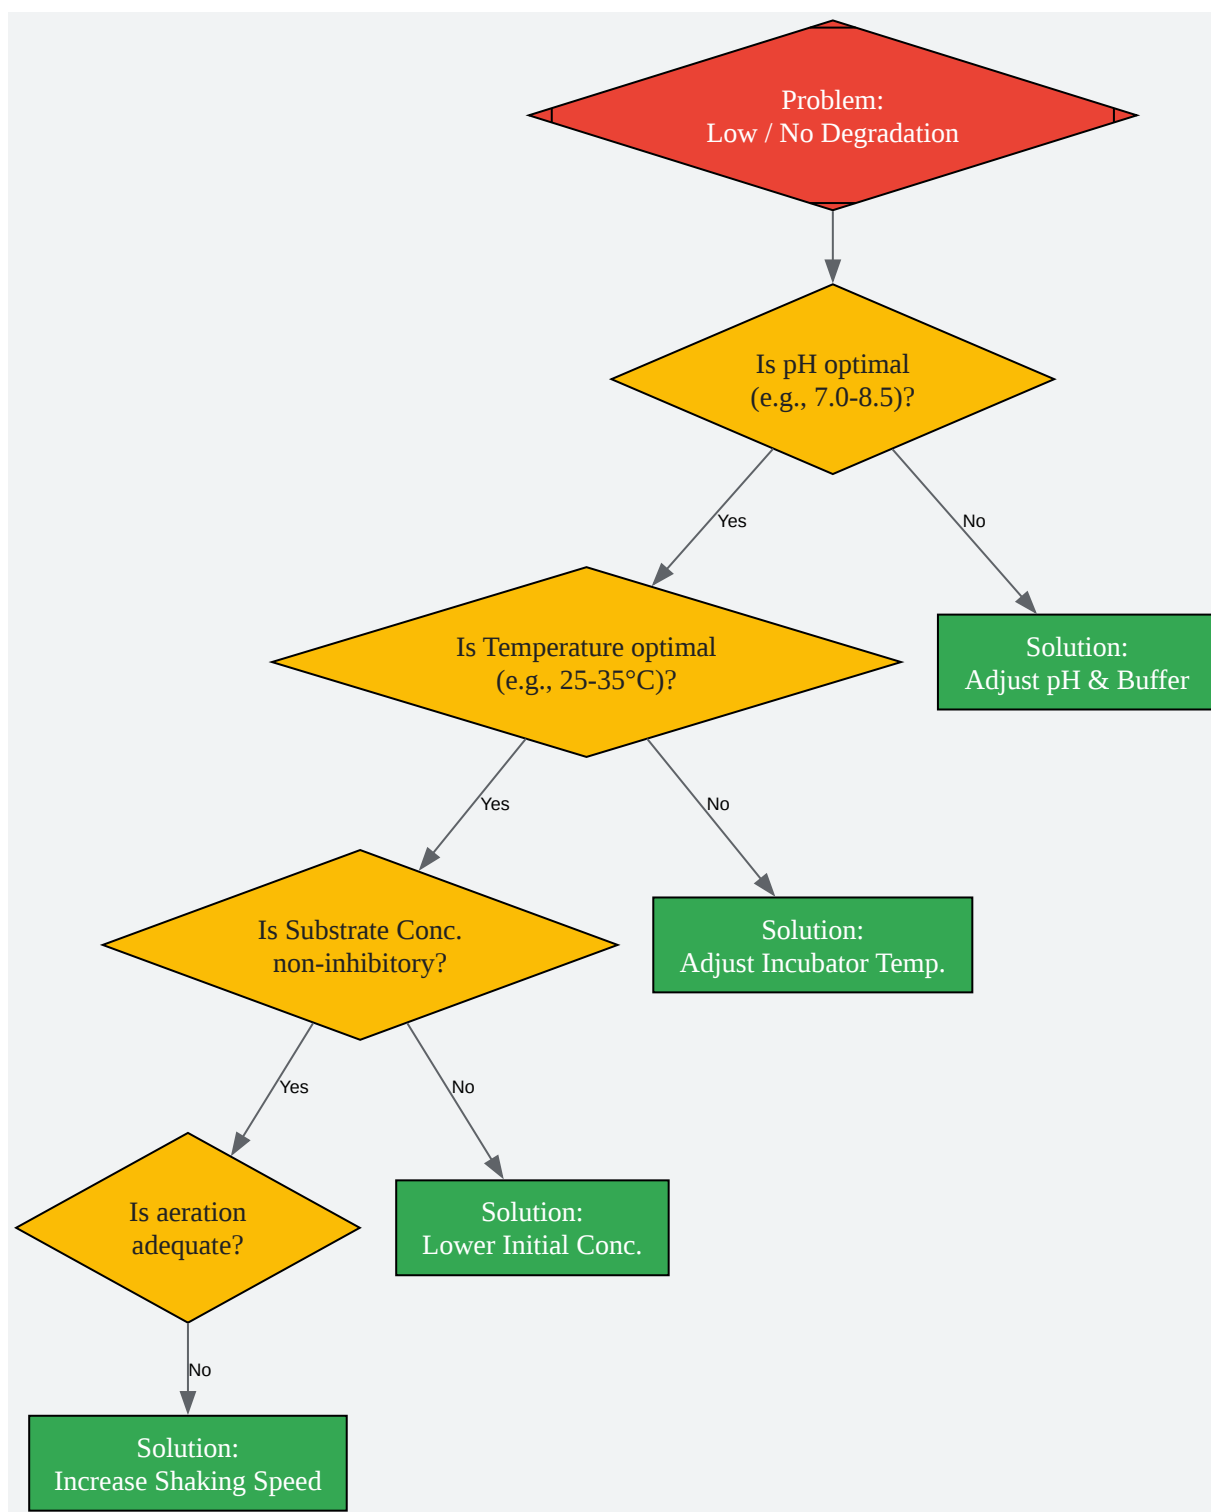 Problem:
Low / No Degradation
Is pH optimal
(e.g., 7.0-8.5)?
Yes
No
Is Temperature optimal
(e.g., 25-35°C)?
Solution:
Adjust pH & Buffer
Yes
No
Is Substrate Conc.
non-inhibitory?
Solution:
Adjust Incubator Temp.
Yes
No
Is aeration
adequate?
Solution:
Lower Initial Conc.
No
Solution:
Increase Shaking Speed